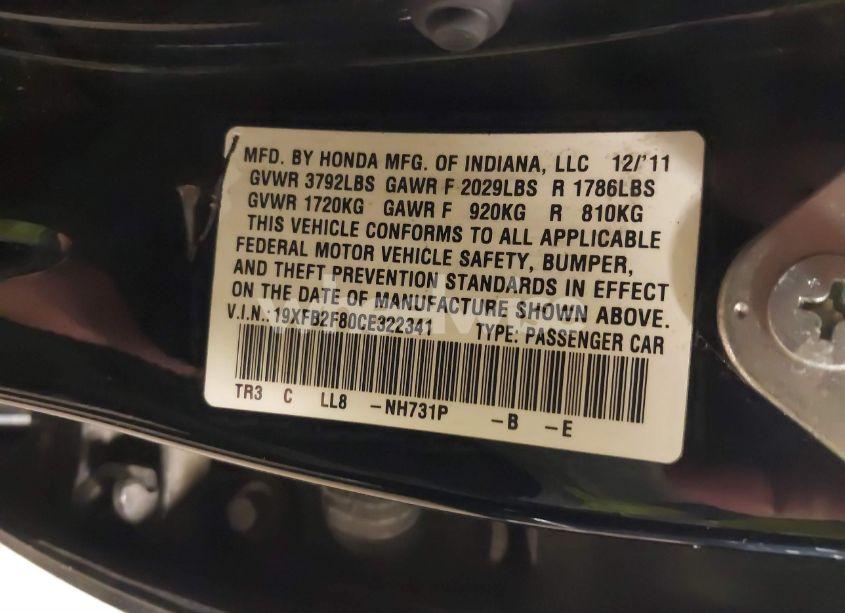 MFD. BY HONDA MFG. OF INDIANA, LLC 12/'11
GVWR 3792LBS GAWR F 2029LBS R 1786LBS
GVWR 1720KG GAWR F 920KG R 810KG
THIS VEHICLE CONFORMS TO ALL APPLICABLE
FEDERAL MOTOR VEHICLE SAFETY, BUMPER,
AND THEFT PREVENTION STANDARDS IN EFFECT
ON THE DATE OF MANUFACTURE SHOWN ABOVE.
V.I.N.: 19XFB2F80CE322341 TYPE: PASSENGER CAR
TR3 C LL8 -NH731P -B -E